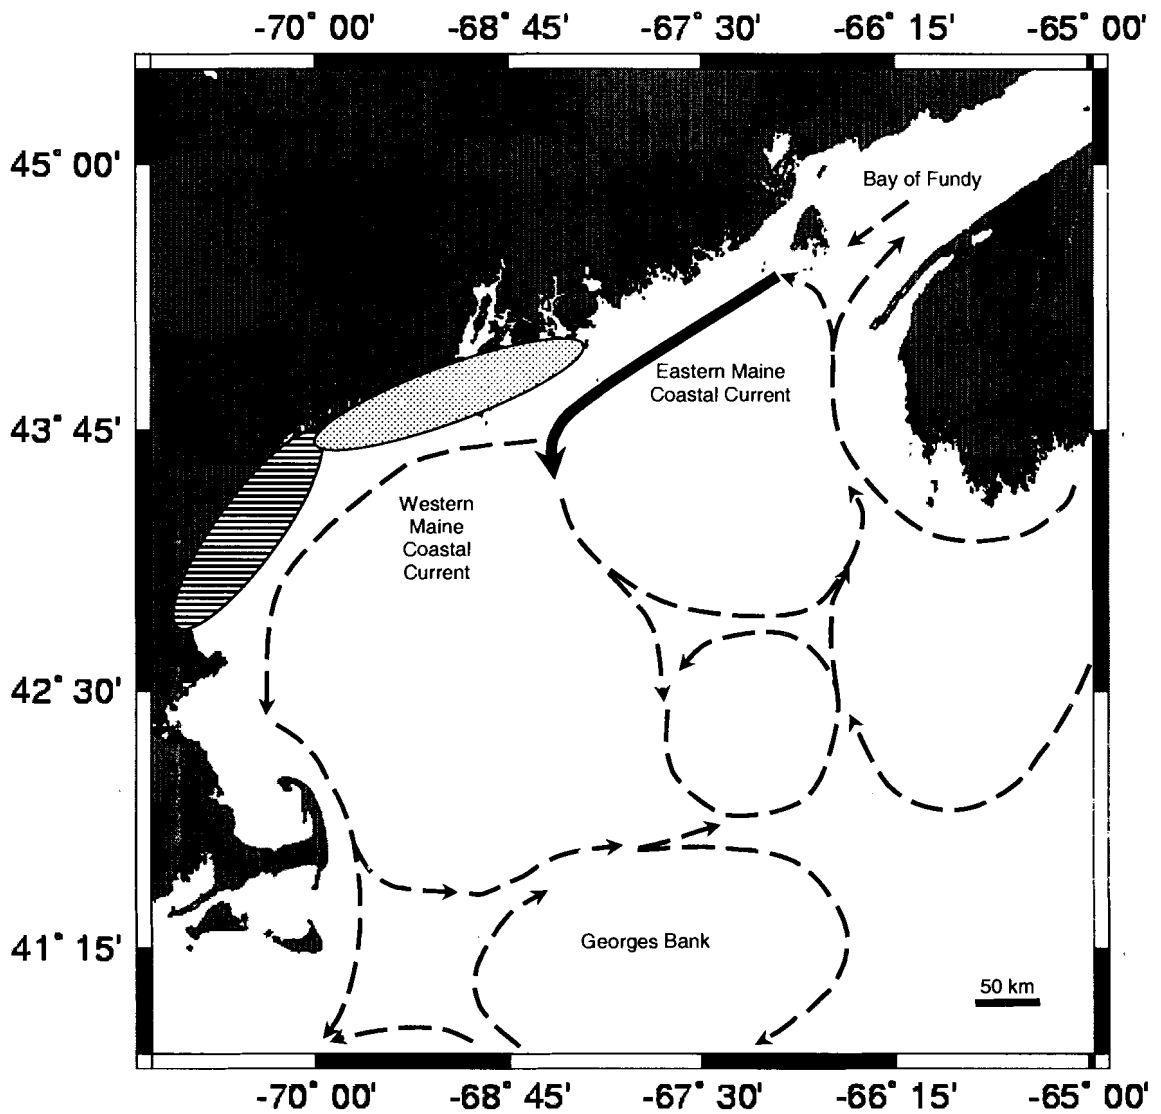 -70° 00'
-68° 45'
-67° 30'
-66° 15'
-65° 00'
45° 00'
Bay of Fundy
Eastern Maine
Coastal Current
43° 45'
Western
Maine
Coastal
Current
42° 30'
41° 15'
Georges Bank
50 km
-70° 00'
-68° 45'
-67° 30'
-66° 15'
-65° 00'